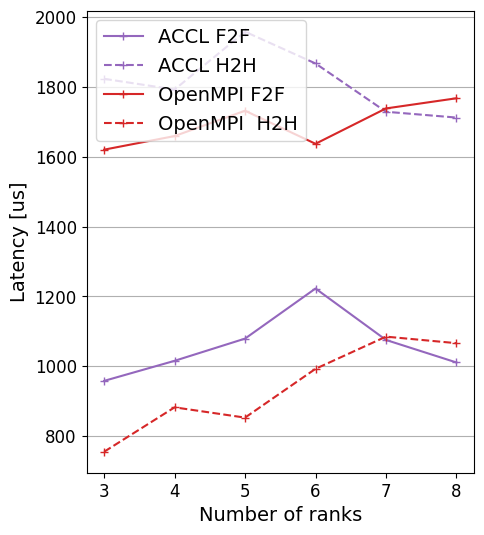 2000
1800
1600
1400
1200
1000
800
Latency [us]
ACCL F2F
ACCL H2H
OpenMPI F2F
OpenMPI  H2H
3 4 5 6 7 8
Number of ranks